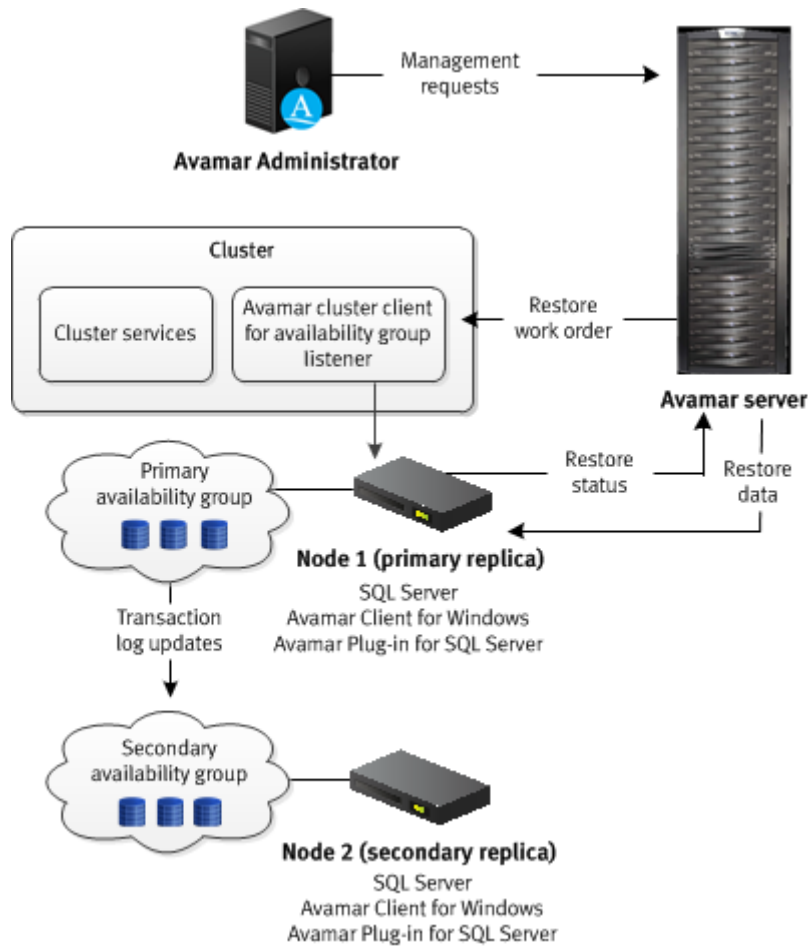 Management
requests
Avamar Administrator
Cluster
Cluster services
Avamar cluster client
for availability group
listener
Restore
work order
Avamar server
Primary
availability group
Restore
status
Restore
data
Node 1 (primary replica)
SQL Server
Avamar Client for Windows
Avamar Plug-in for SQL Server
Transaction
log updates
Secondary
availability group
Node 2 (secondary replica)
SQL Server
Avamar Client for Windows
Avamar Plug-in for SQL Server